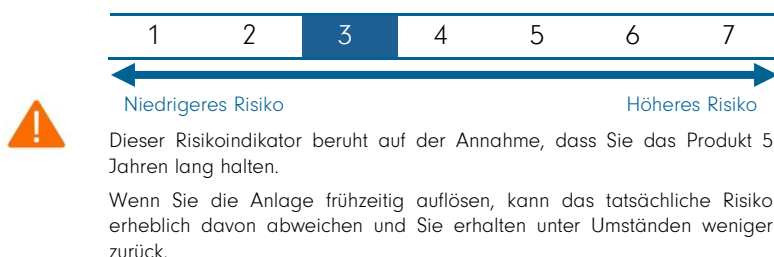 1 2 3 4 5 6 7
Niedrigeres Risiko Höheres Risiko
Dieser Risikoindikator beruht auf der Annahme, dass Sie das Produkt 5
Jahren lang halten.
Wenn Sie die Anlage frühzeitig auflösen, kann das tatsächliche Risiko
erheblich davon abweichen und Sie erhalten unter Umständen weniger
zurück.